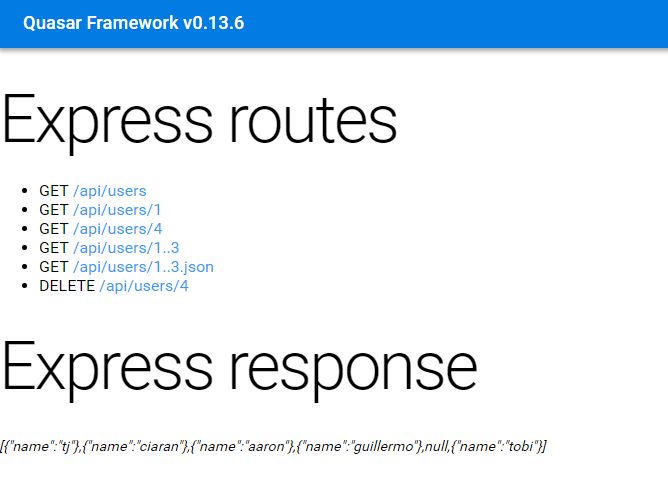 Quasar Framework v0.13.6
Express routes
• GET /api/users
• GET /api/users/1
• GET /api/users/4
• GET /api/users/1..3
• GET /api/users/1..3.json
• DELETE /api/users/4
Express response
[{"name":"tj"},{"name":"ciaran"},{"name":"aaron"},{"name":"guillermo"},null,{"name":"tobi"}]